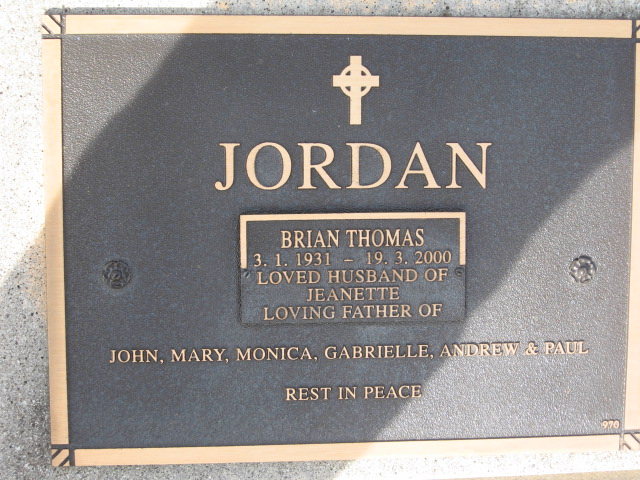 JORDAN
BRIAN THOMAS
3. 1. 1931 – 19. 3. 2000
LOVED HUSBAND OF
JEANETTE
LOVING FATHER OF
JOHN, MARY, MONICA, GABRIELLE, ANDREW & PAUL
REST IN PEACE
970